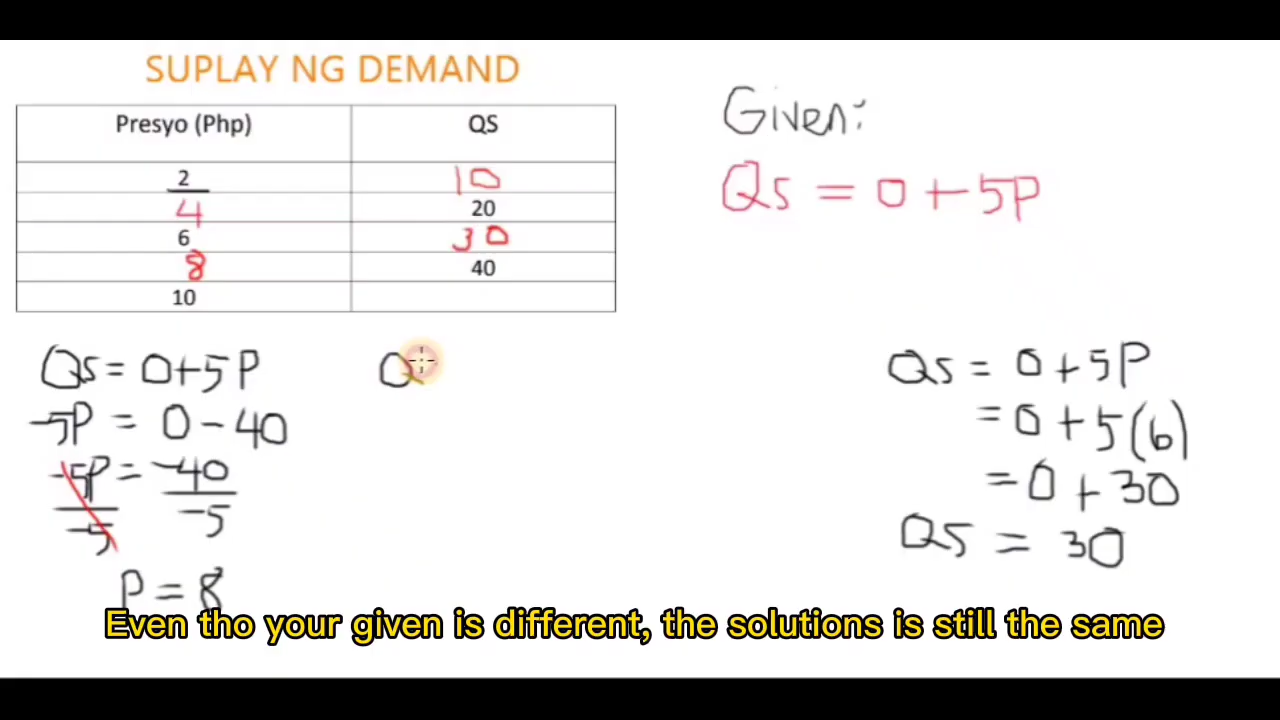 SUPLAY NG DEMAND
Presyo (Php) QS
2 10
4 20
6 30
8 40
10
Given:
Qs = 0 + 5P
Qs = 0 + 5P
-5P = 0 - 40
-5P = -40
-5 -5
P = 8
Q
Qs = 0 + 5P
= 0 + 5(6)
= 0 + 30
Qs = 30
Even tho your given is different, the solutions is still the same